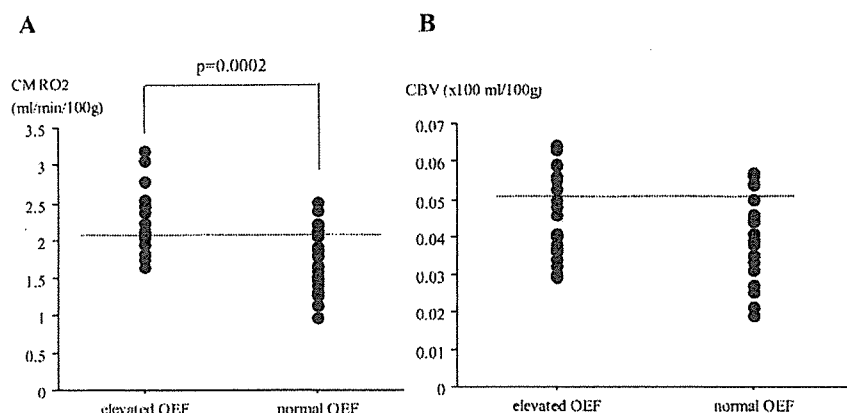 A
p=0.0002
CMRO2
(ml/min/100g)
3.5
3
2.5
2
1.5
1
0.5
0
elevated OEF
normal OEF
B
CBV (x100 ml/100g)
0.07
0.06
0.05
0.04
0.03
0.02
0.01
0
elevated OEF
normal OEF